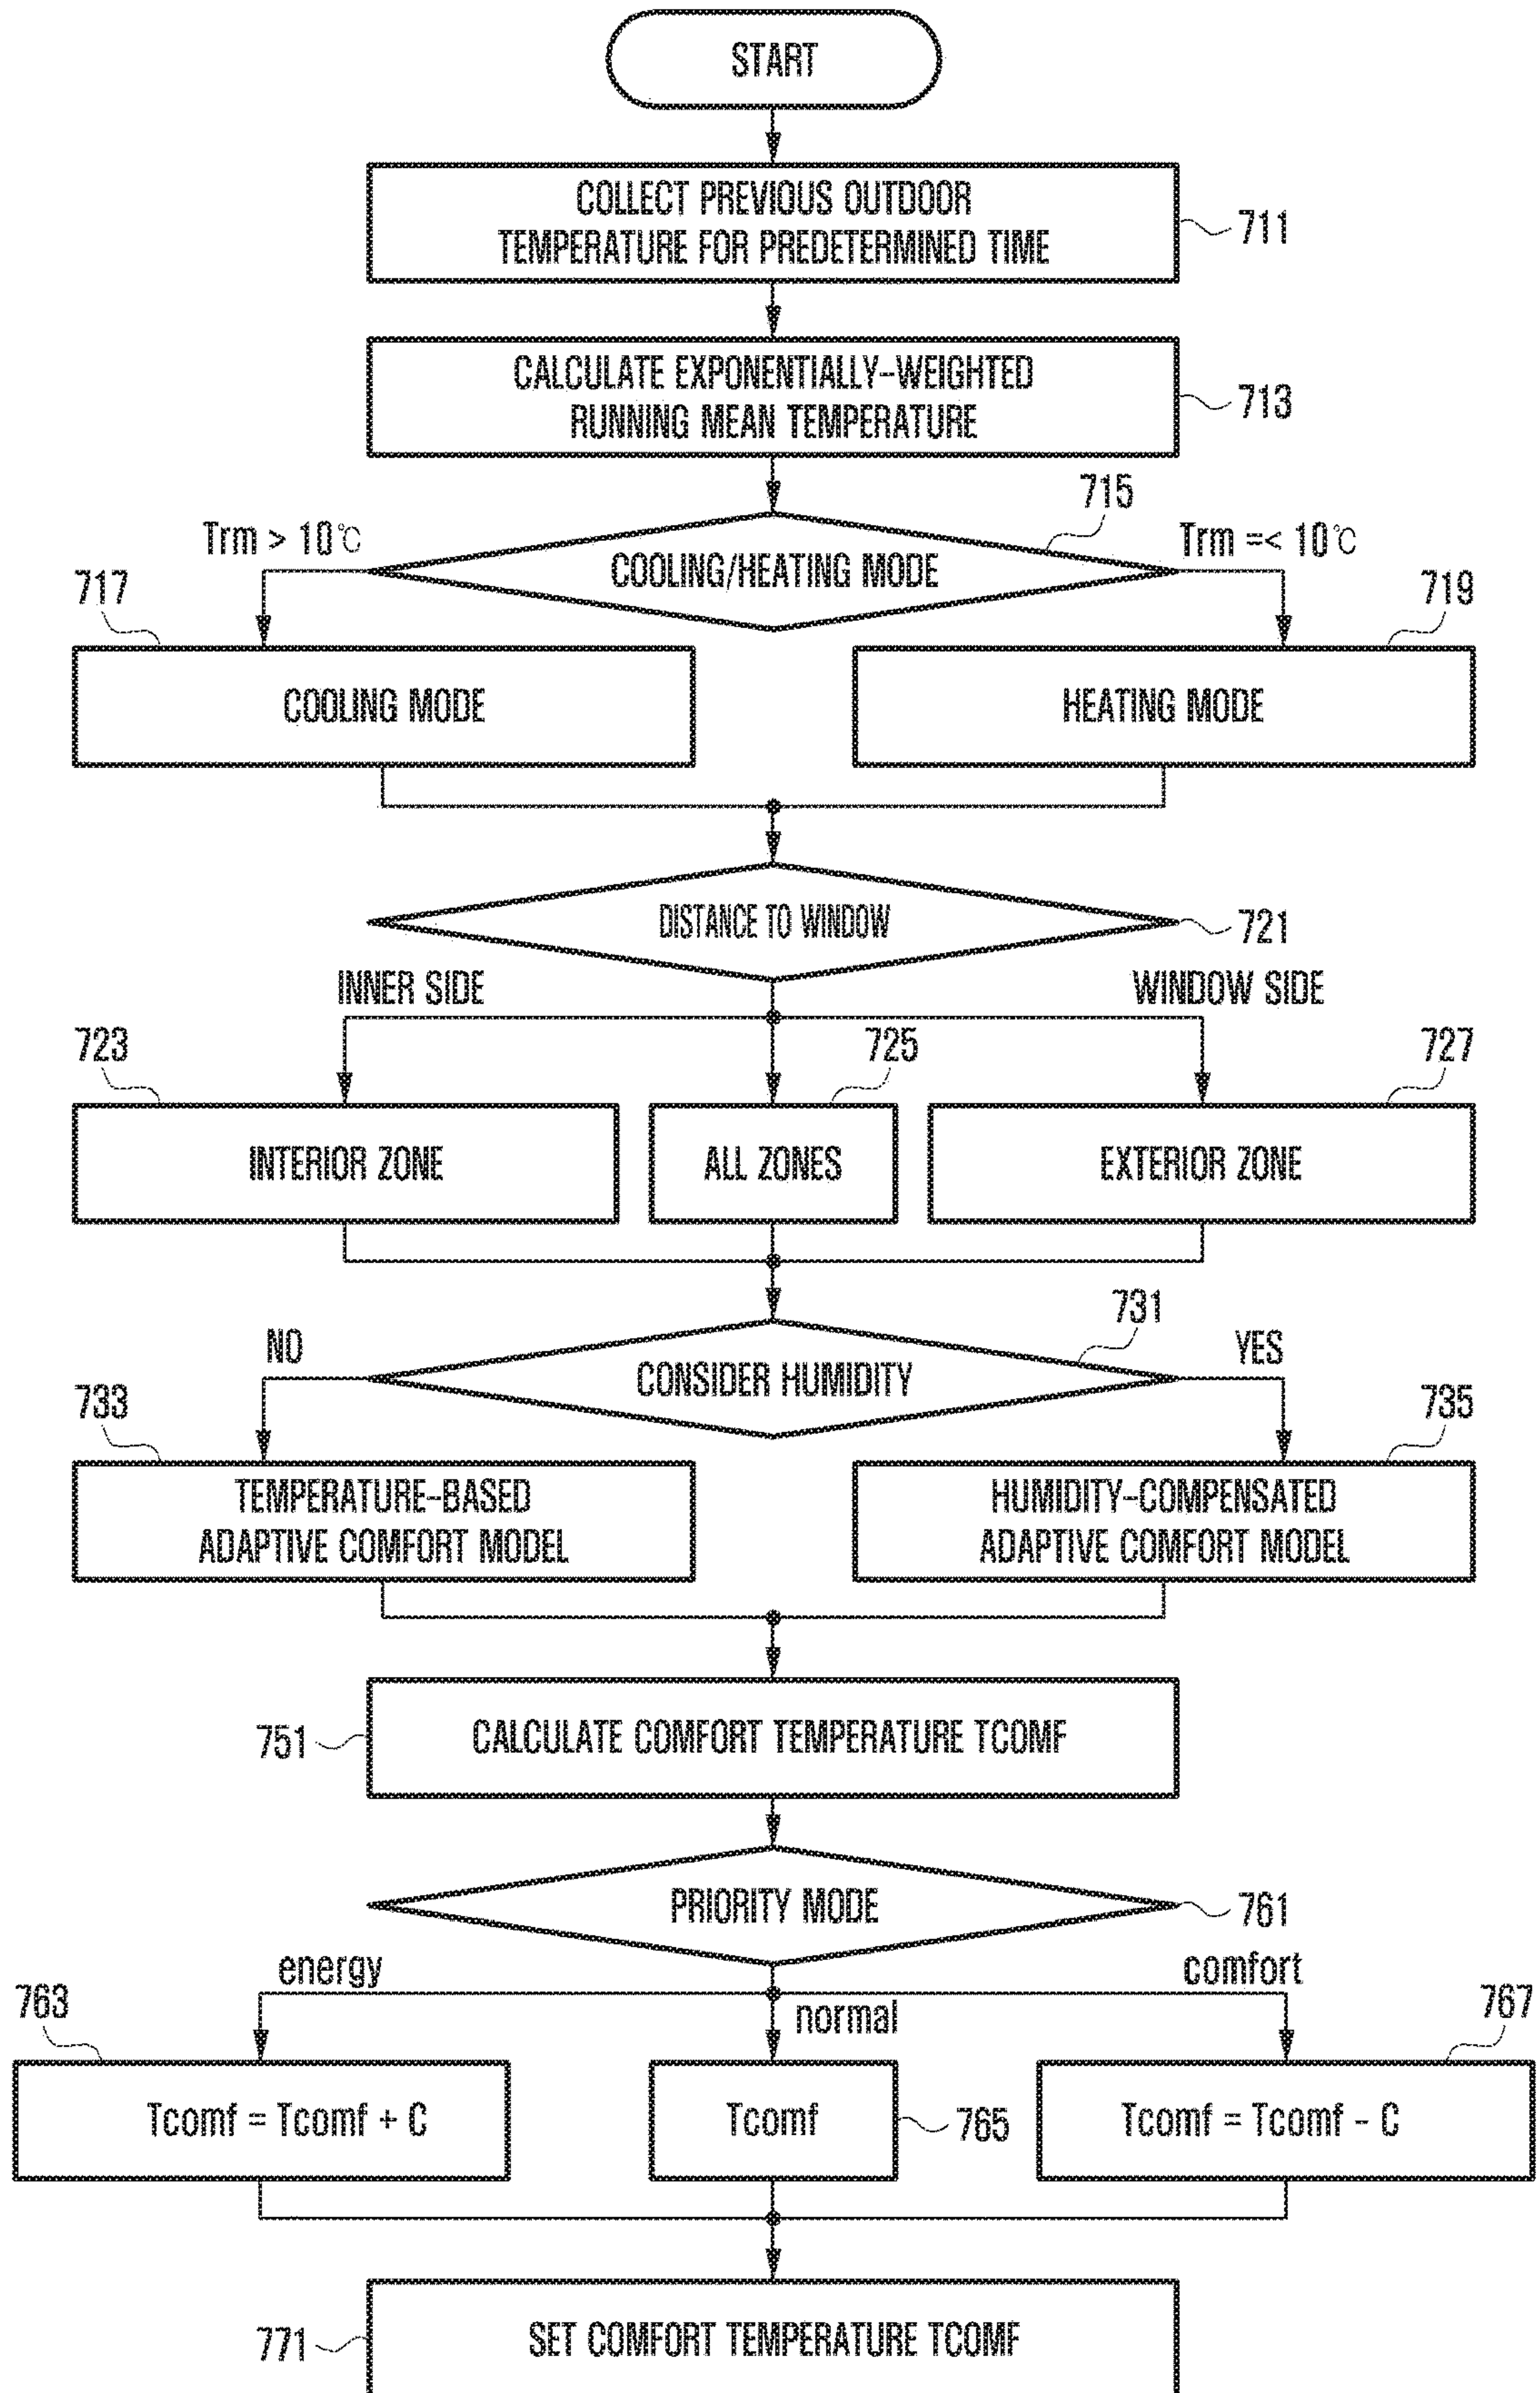 START
COLLECT PREVIOUS OUTDOOR
TEMPERATURE FOR PREDETERMINED TIME
711
CALCULATE EXPONENTIALLY-WEIGHTED
RUNNING MEAN TEMPERATURE
713
715
Trm > 10℃
COOLING/HEATING MODE
Trm =< 10℃
717
719
COOLING MODE
HEATING MODE
DISTANCE TO WINDOW
721
INNER SIDE
WINDOW SIDE
723
725
727
INTERIOR ZONE
ALL ZONES
EXTERIOR ZONE
731
NO
CONSIDER HUMIDITY
YES
733
735
TEMPERATURE-BASED
ADAPTIVE COMFORT MODEL
HUMIDITY-COMPENSATED
ADAPTIVE COMFORT MODEL
751
CALCULATE COMFORT TEMPERATURE TCOMF
PRIORITY MODE
761
energy
normal
comfort
763
767
Tcomf = Tcomf + C
Tcomf
765
Tcomf = Tcomf - C
771
SET COMFORT TEMPERATURE TCOMF